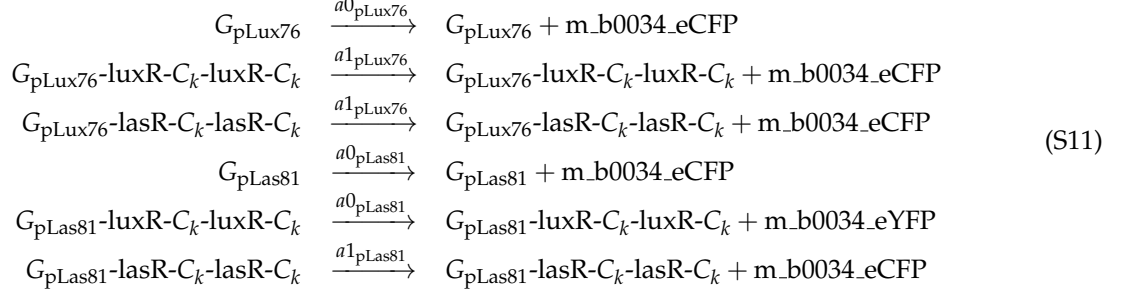 G_pLux76 —a0_pLux76→ G_pLux76 + m_b0034_eCFP
G_pLux76-luxR-C_k-luxR-C_k —a1_pLux76→ G_pLux76-luxR-C_k-luxR-C_k + m_b0034_eCFP
G_pLux76-lasR-C_k-lasR-C_k —a1_pLux76→ G_pLux76-lasR-C_k-lasR-C_k + m_b0034_eCFP
(S11)
G_pLas81 —a0_pLas81→ G_pLas81 + m_b0034_eCFP
G_pLas81-luxR-C_k-luxR-C_k —a0_pLas81→ G_pLas81-luxR-C_k-luxR-C_k + m_b0034_eYFP
G_pLas81-lasR-C_k-lasR-C_k —a1_pLas81→ G_pLas81-lasR-C_k-lasR-C_k + m_b0034_eCFP